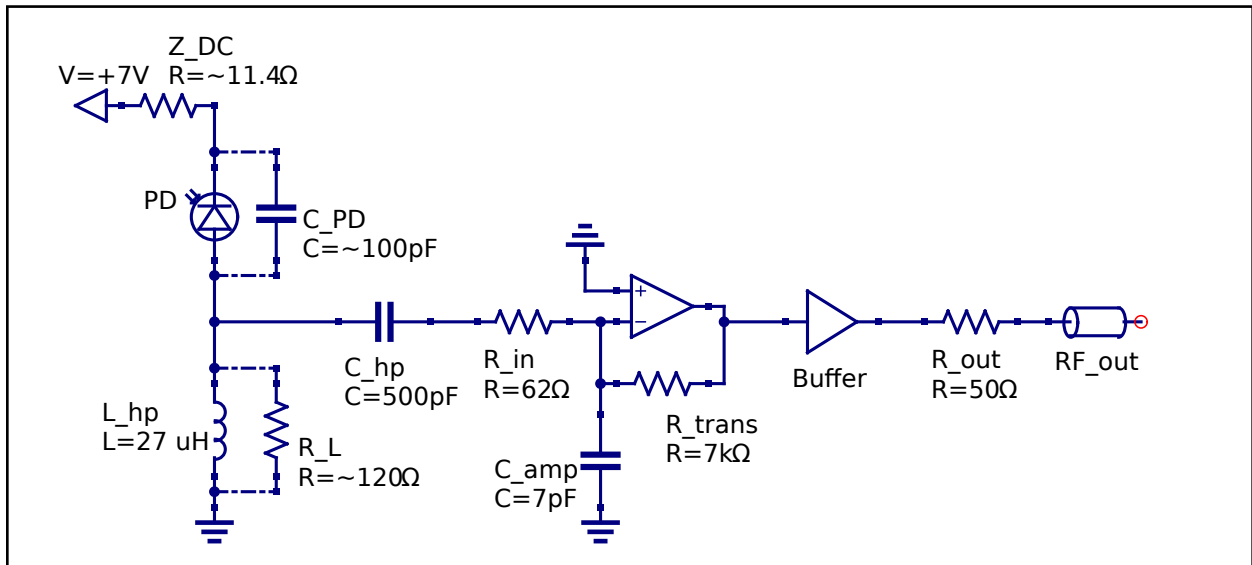 Z_DC
V=+7V
R=~11.4Ω
PD
C_PD
C=~100pF
+
−
C_hp
C=500pF
R_in
R=62Ω
Buffer
R_out
R=50Ω
RF_out
L_hp
L=27 uH
R_L
R=~120Ω
R_trans
R=7kΩ
C_amp
C=7pF